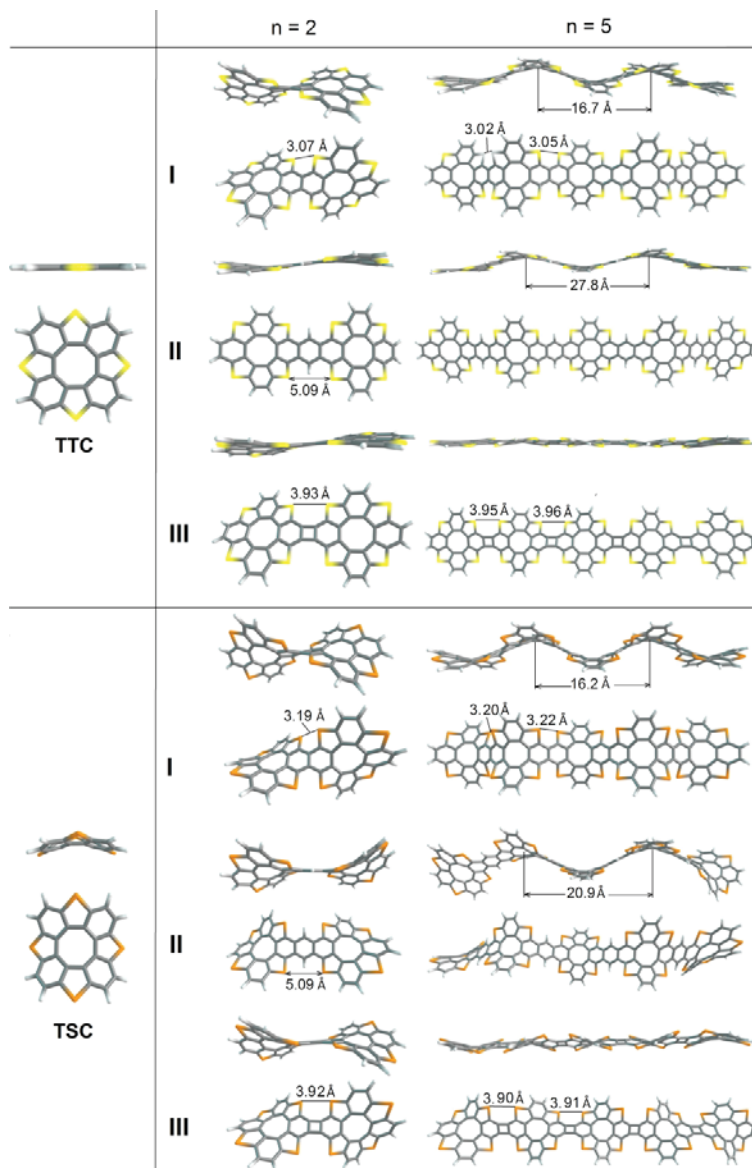 n = 2 n = 5
16.7 Å
3.07 Å 3.02 Å 3.05 Å
I
27.8 Å
II
5.09 Å
TTC
3.93 Å 3.95 Å 3.96 Å
III
16.2 Å
3.19 Å 3.20 Å 3.22 Å
I
20.9 Å
II
5.09 Å
TSC
3.92 Å 3.90 Å 3.91 Å
III